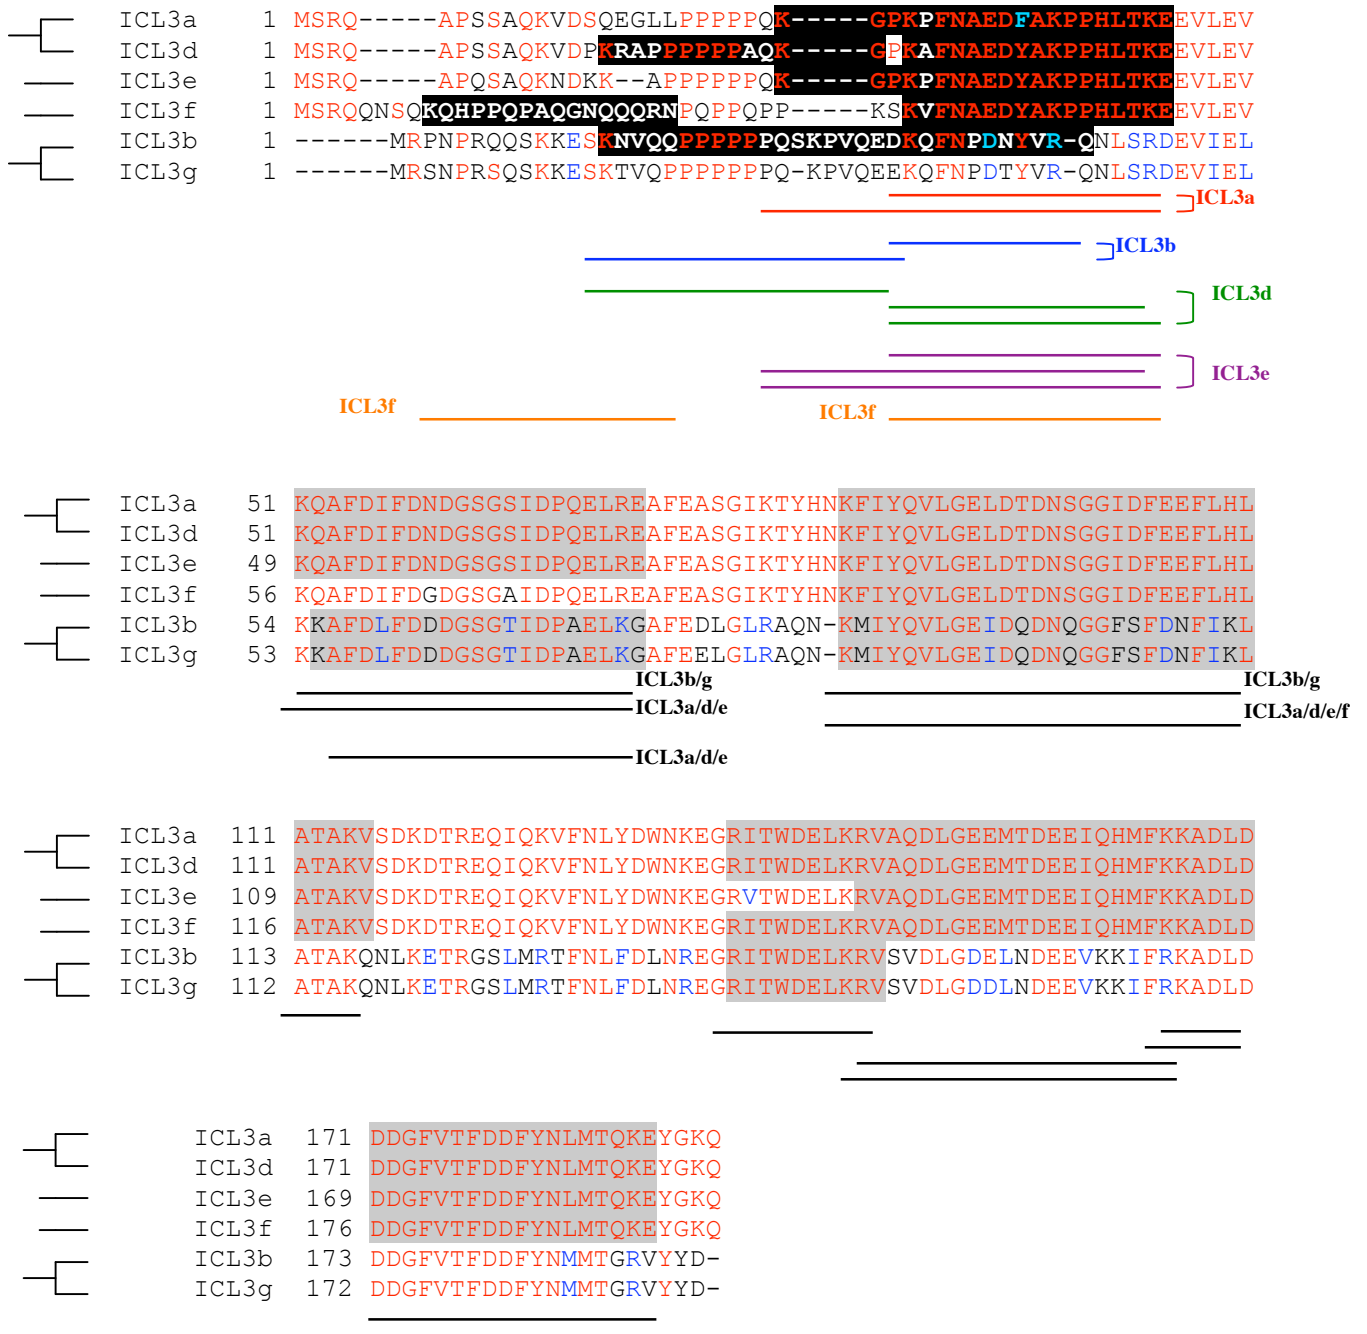 ICL3a 1 MSRQ-----APSSAQKVDSQEGLLPPPPPQK-----GPKPFNAEDFAKPPHLTKEEVLEV
ICL3d 1 MSRQ-----APSSAQKVDPKRAPPPPPPAQK-----GPKAFNAEDYAKPPHLTKEEVLEV
ICL3e 1 MSRQ-----APQSAQKNDKK--APPPPPPQK-----GPKPFNAEDYAKPPHLTKEEVLEV
ICL3f 1 MSRQQNSQKQHPPQPAQGNQQQRNPQPPQPP-----KSKVFNAEDYAKPPHLTKEEVLEV
ICL3b 1 ------MRPNPRQQSKKESKNVQQPPPPPPQSKPVQEDKQFNPDNYVR-QNLSRDEVIEL
ICL3g 1 ------MRSNPRSQSKKESKTVQPPPPPPPQ-KPVQEEKQFNPDTYVR-QNLSRDEVIEL
ICL3a
ICL3b
ICL3d
ICL3e
ICL3f ICL3f
ICL3a 51 KQAFDIFDNDGSGSIDPQELREAFEASGIKTYHNKFIYQVLGELDTDNSGGIDFEEFLHL
ICL3d 51 KQAFDIFDNDGSGSIDPQELREAFEASGIKTYHNKFIYQVLGELDTDNSGGIDFEEFLHL
ICL3e 49 KQAFDIFDNDGSGSIDPQELREAFEASGIKTYHNKFIYQVLGELDTDNSGGIDFEEFLHL
ICL3f 56 KQAFDIFDGDGSGAIDPQELREAFEASGIKTYHNKFIYQVLGELDTDNSGGIDFEEFLHL
ICL3b 54 KKAFDLFDDDGSGTIDPAELKGAFEDLGLRAQN-KMIYQVLGEIDQDNQGGFSFDNFIKL
ICL3g 53 KKAFDLFDDDGSGTIDPAELKGAFEELGLRAQN-KMIYQVLGEIDQDNQGGFSFDNFIKL
ICL3b/g ICL3b/g
ICL3a/d/e ICL3a/d/e/f
ICL3a/d/e
ICL3a 111 ATAKVSDKDTREQIQKVFNLYDWNKEGRITWDELKRVAQDLGEEMTDEEIQHMFKKADLD
ICL3d 111 ATAKVSDKDTREQIQKVFNLYDWNKEGRITWDELKRVAQDLGEEMTDEEIQHMFKKADLD
ICL3e 109 ATAKVSDKDTREQIQKVFNLYDWNKEGRVTWDELKRVAQDLGEEMTDEEIQHMFKKADLD
ICL3f 116 ATAKVSDKDTREQIQKVFNLYDWNKEGRITWDELKRVAQDLGEEMTDEEIQHMFKKADLD
ICL3b 113 ATAKQNLKETRGSLMRTFNLFDLNREGRITWDELKRVSVDLGDELNDEEVKKIFRKADLD
ICL3g 112 ATAKQNLKETRGSLMRTFNLFDLNREGRITWDELKRVSVDLGDDLNDEEVKKIFRKADLD
ICL3a 171 DDGFVTFDDFYNLMTQKEYGKQ
ICL3d 171 DDGFVTFDDFYNLMTQKEYGKQ
ICL3e 169 DDGFVTFDDFYNLMTQKEYGKQ
ICL3f 176 DDGFVTFDDFYNLMTQKEYGKQ
ICL3b 173 DDGFVTFDDFYNMMTGRVYYD-
ICL3g 172 DDGFVTFDDFYNMMTGRVYYD-